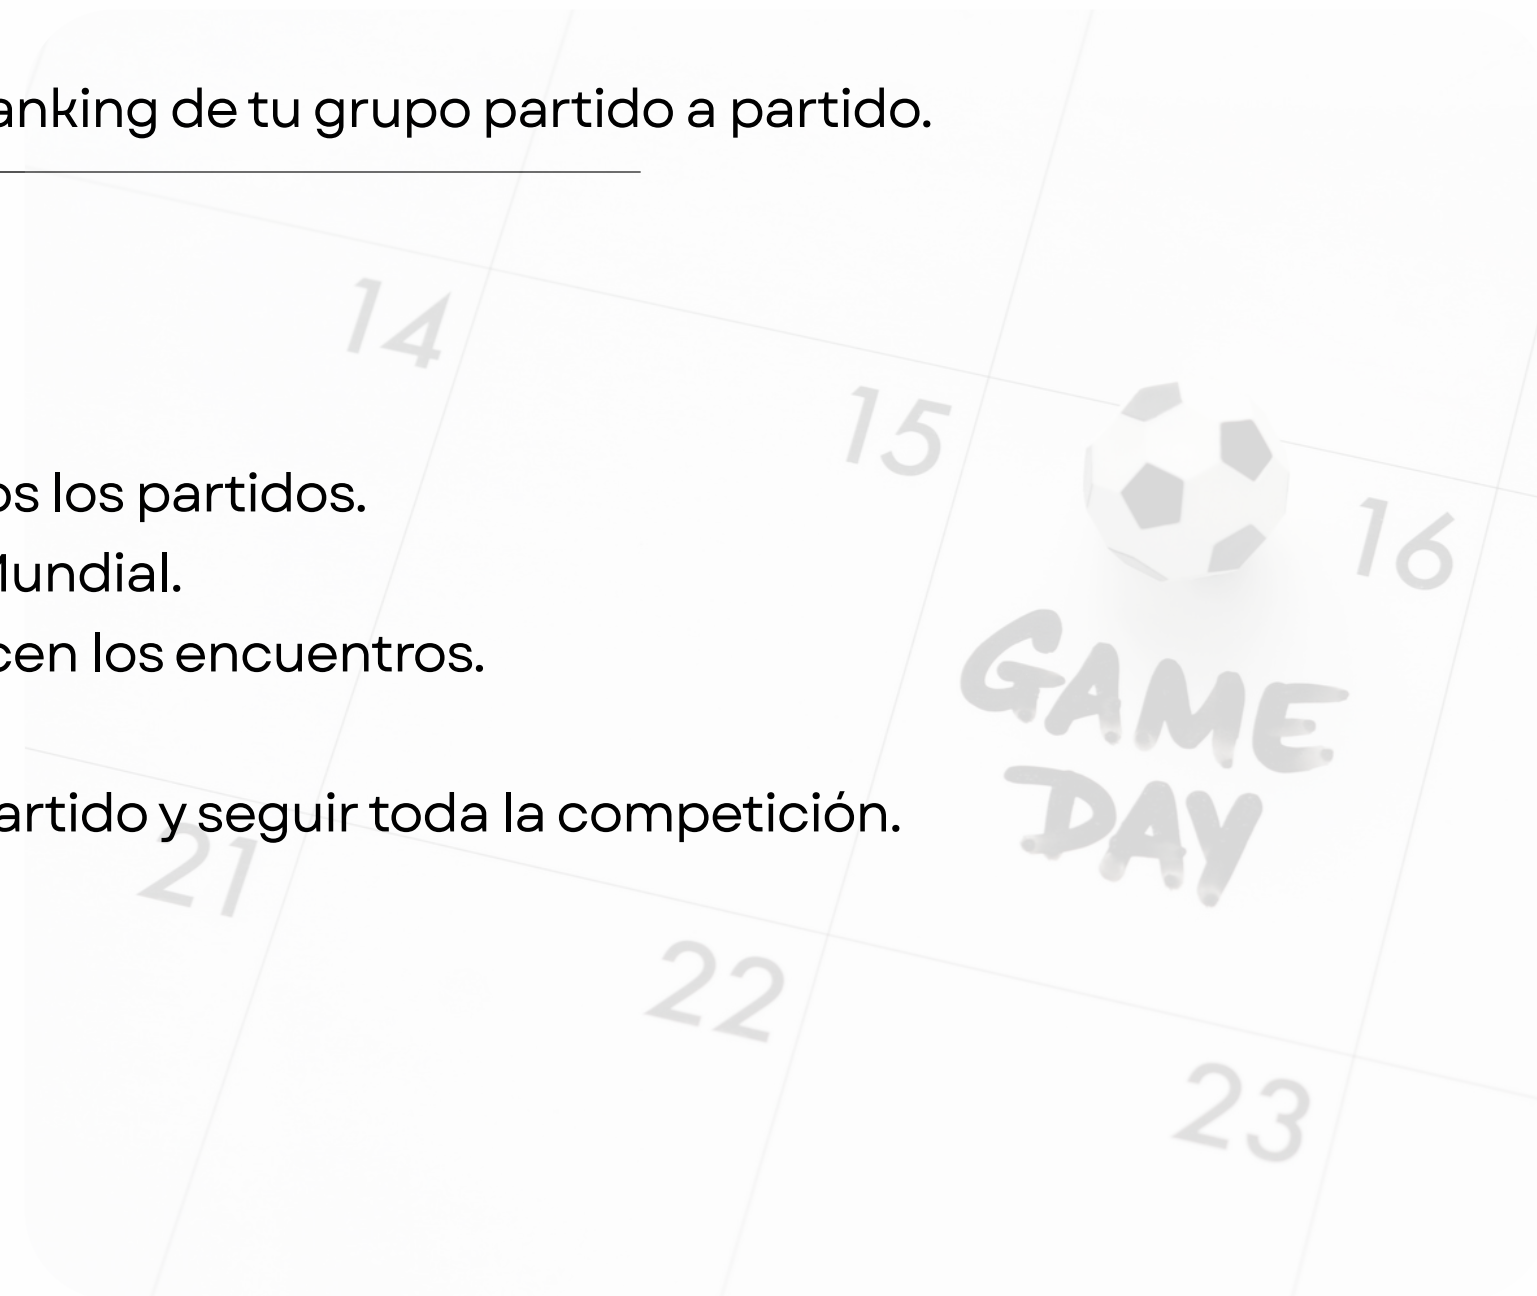 anking de tu grupo partido a partido.
14
15
16
os los partidos.
Mundial.
cen los encuentros.
GAME
DAY
artido y seguir toda la competición.
21
22
23